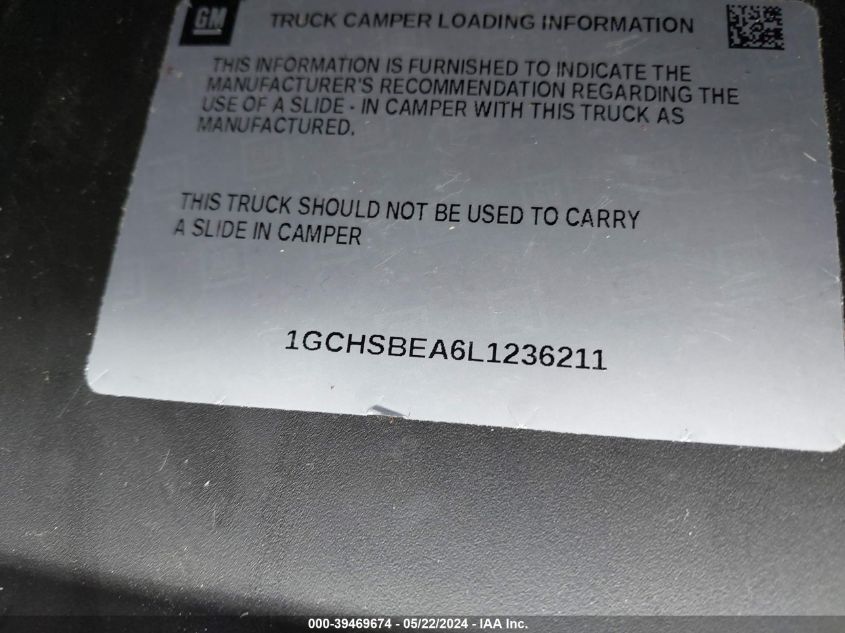 GM
TRUCK CAMPER LOADING INFORMATION
THIS INFORMATION IS FURNISHED TO INDICATE THE
MANUFACTURER'S RECOMMENDATION REGARDING THE
USE OF A SLIDE - IN CAMPER WITH THIS TRUCK AS
MANUFACTURED.
THIS TRUCK SHOULD NOT BE USED TO CARRY
A SLIDE IN CAMPER
1GCHSBEA6L1236211
000-39469674 - 05/22/2024 - IAA Inc.